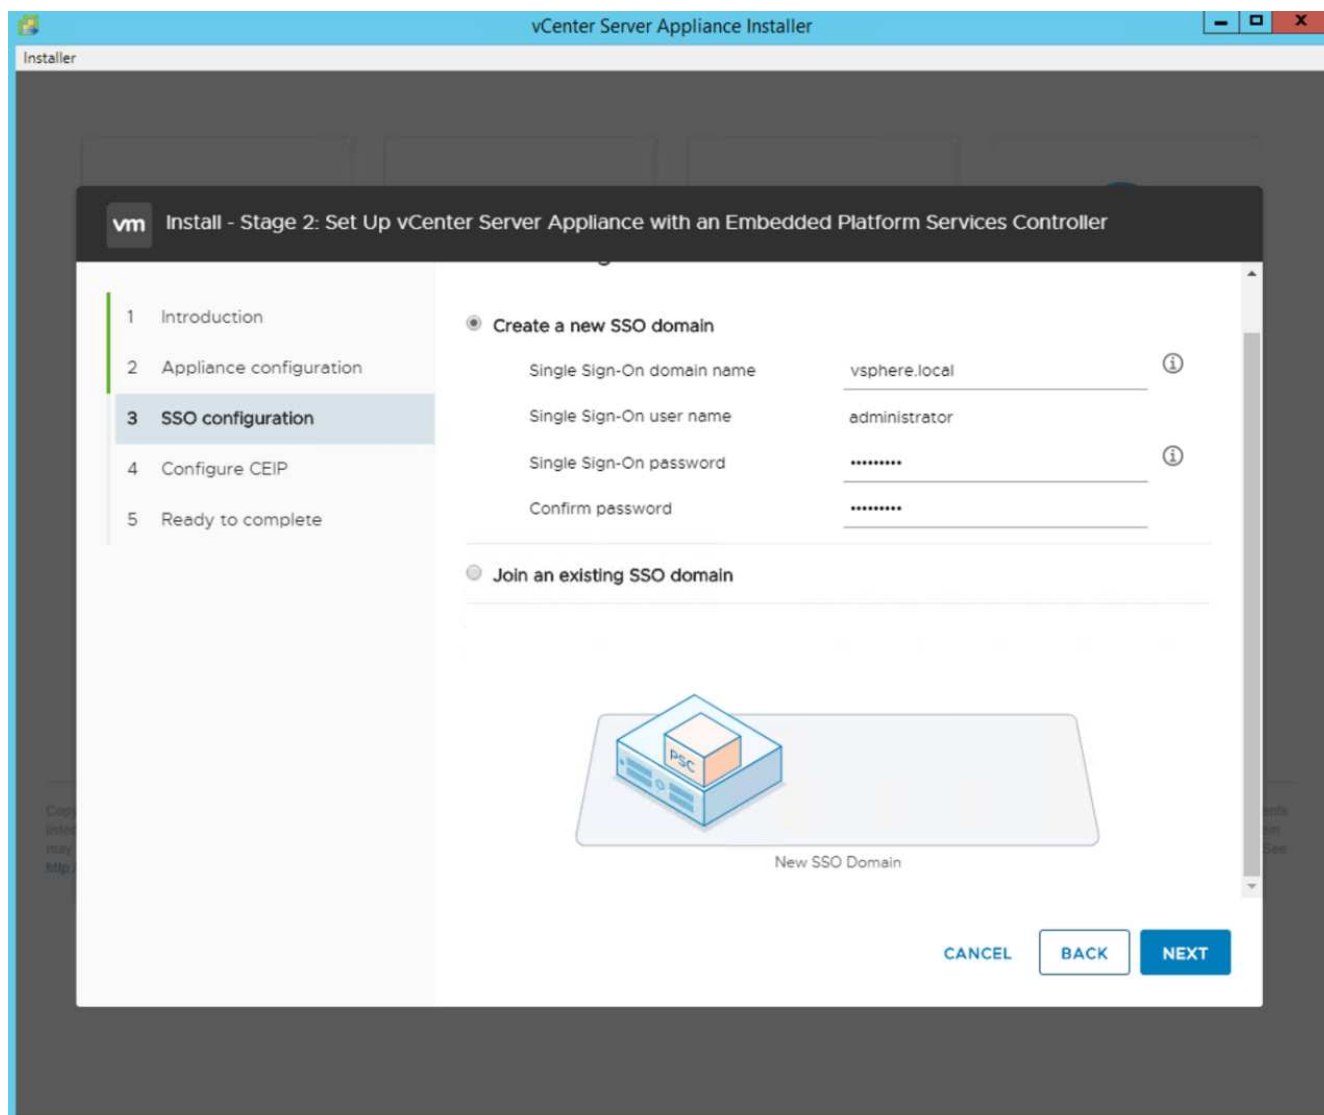 vCenter Server Appliance Installer
Installer
vm Install - Stage 2: Set Up vCenter Server Appliance with an Embedded Platform Services Controller
1 Introduction
2 Appliance configuration
3 SSO configuration
4 Configure CEIP
5 Ready to complete
Create a new SSO domain
Single Sign-On domain name vsphere.local
Single Sign-On user name administrator
Single Sign-On password •••••••••
Confirm password •••••••••
Join an existing SSO domain
PSC
New SSO Domain
CANCEL BACK NEXT